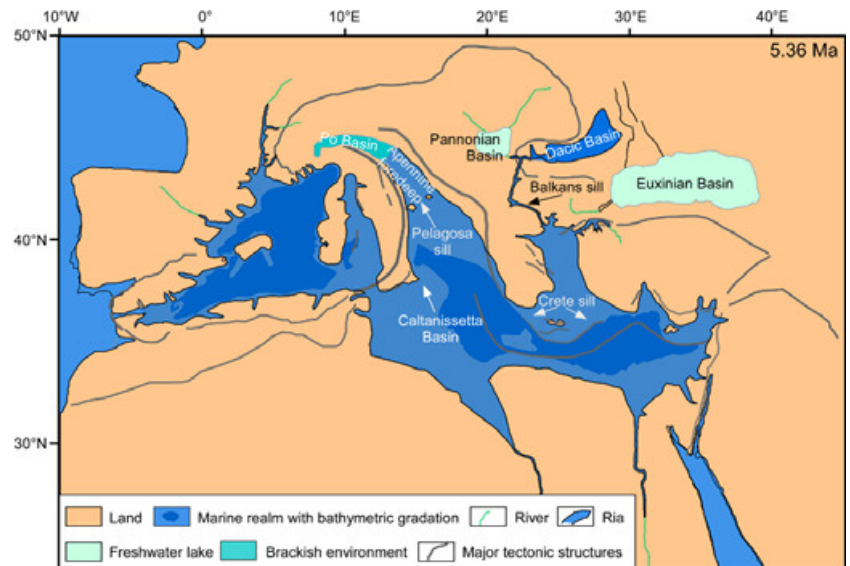 10°W 0° 10°E 20°E 30°E 40°E
50°N
5.36 Ma
Po Basin
Pannonian
Basin
Dacic Basin
Apennine
foredeep
Balkans sill
Euxinian Basin
40°N
Pelagosa
sill
Crete sill
Caltanissetta
Basin
30°N
Land
Marine realm with bathymetric gradation
River
Ria
Freshwater lake
Brackish environment
Major tectonic structures